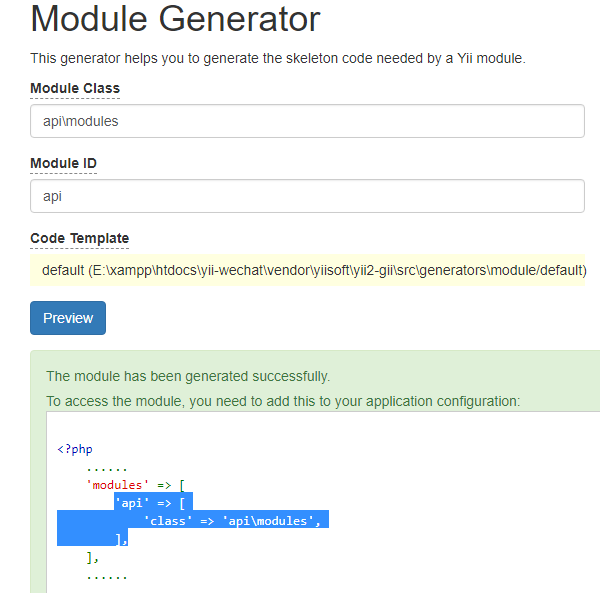 Module Generator
This generator helps you to generate the skeleton code needed by a Yii module.
Module Class
api\modules
Module ID
api
Code Template
default (E:\xampp\htdocs\yii-wechat\vendor\yiisoft\yii2-gii\src\generators\module/default)
Preview
The module has been generated successfully.
To access the module, you need to add this to your application configuration:
<?php
......
'modules' => [
'api' => [
'class' => 'api\modules',
],
],
......